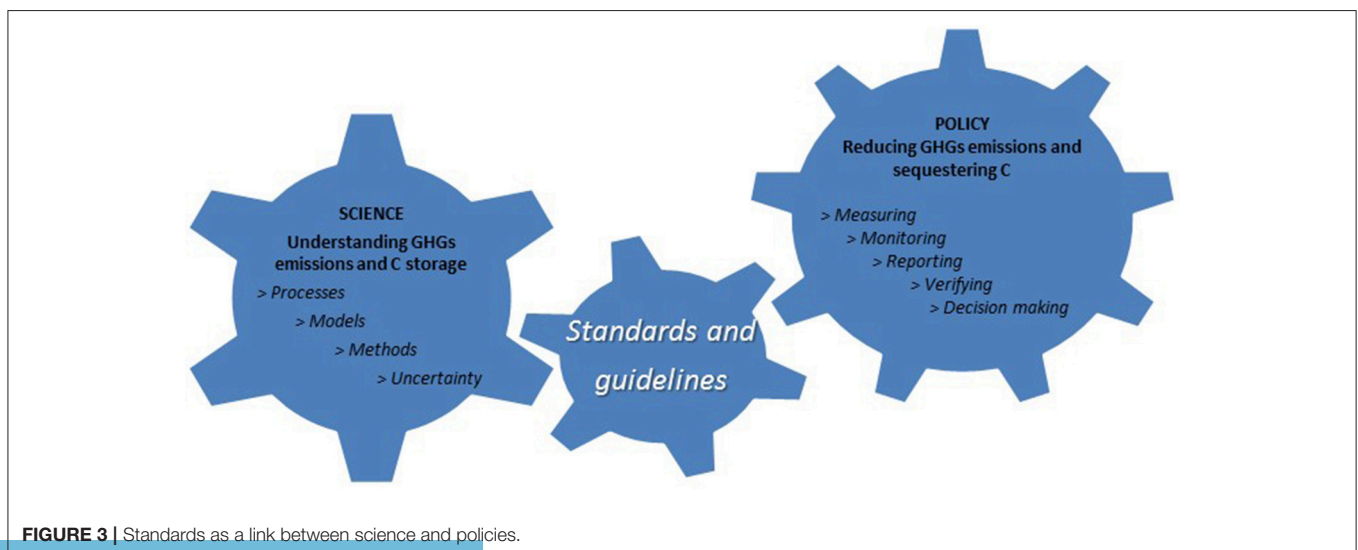 SCIENCE
Understanding GHGs
emissions and C storage
> Processes
> Models
> Methods
> Uncertainty
Standards and
guidelines
POLICY
Reducing GHGs emissions and
sequestering C
> Measuring
> Monitoring
> Reporting
> Verifying
> Decision making
FIGURE 3 | Standards as a link between science and policies.